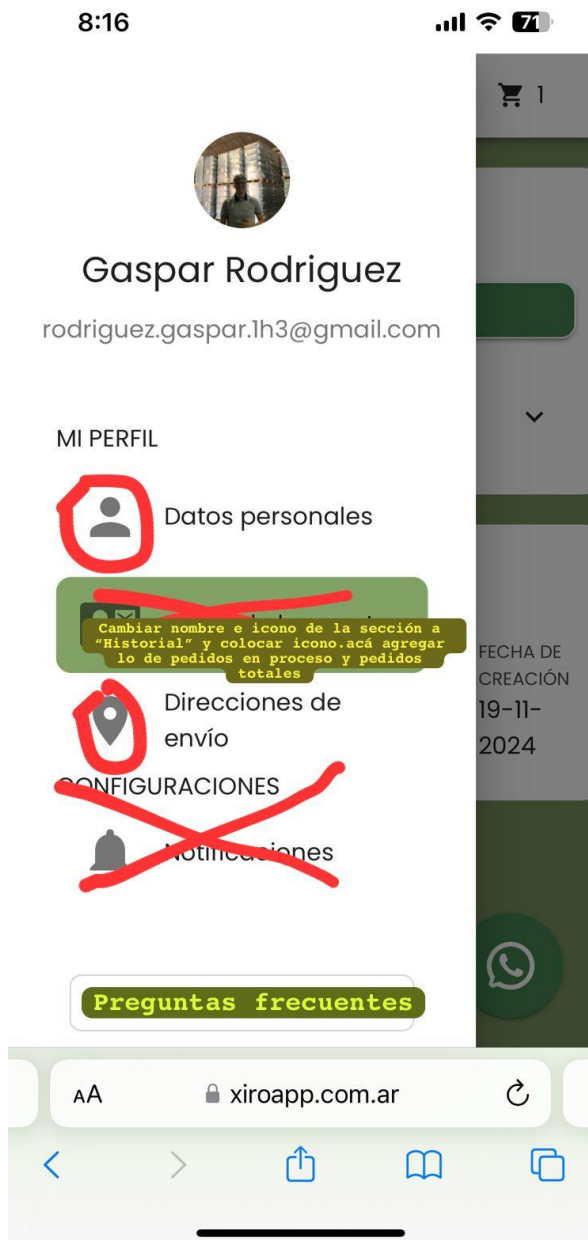 8:16
71
1
Gaspar Rodriguez
rodriguez.gaspar.1h3@gmail.com
MI PERFIL
Datos personales
Cambiar nombre e icono de la sección a
“Historial” y colocar icono.acá agregar
lo de pedidos en proceso y pedidos
totales
Direcciones de
envío
FECHA DE
CREACIÓN
19-11-
2024
CONFIGURACIONES
Notificaciones
Preguntas frecuentes
AA
xiroapp.com.ar